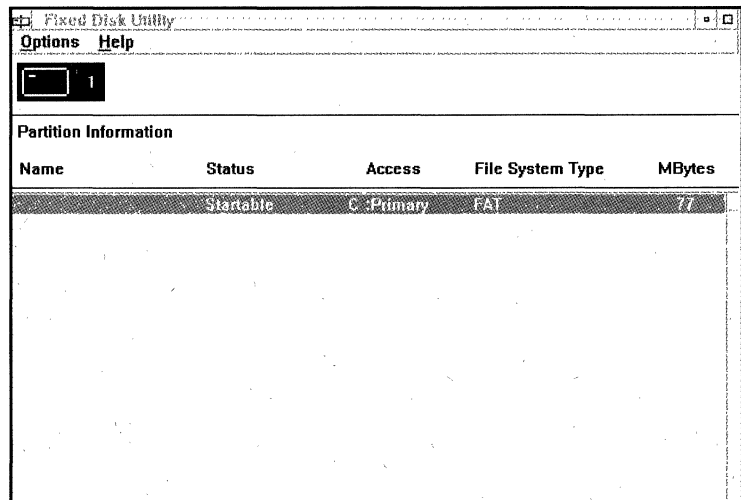 Fixed Disk Utility
Options Help
1
Partition Information
Name Status Access File System Type MBytes
Startable C :Primary FAT 77